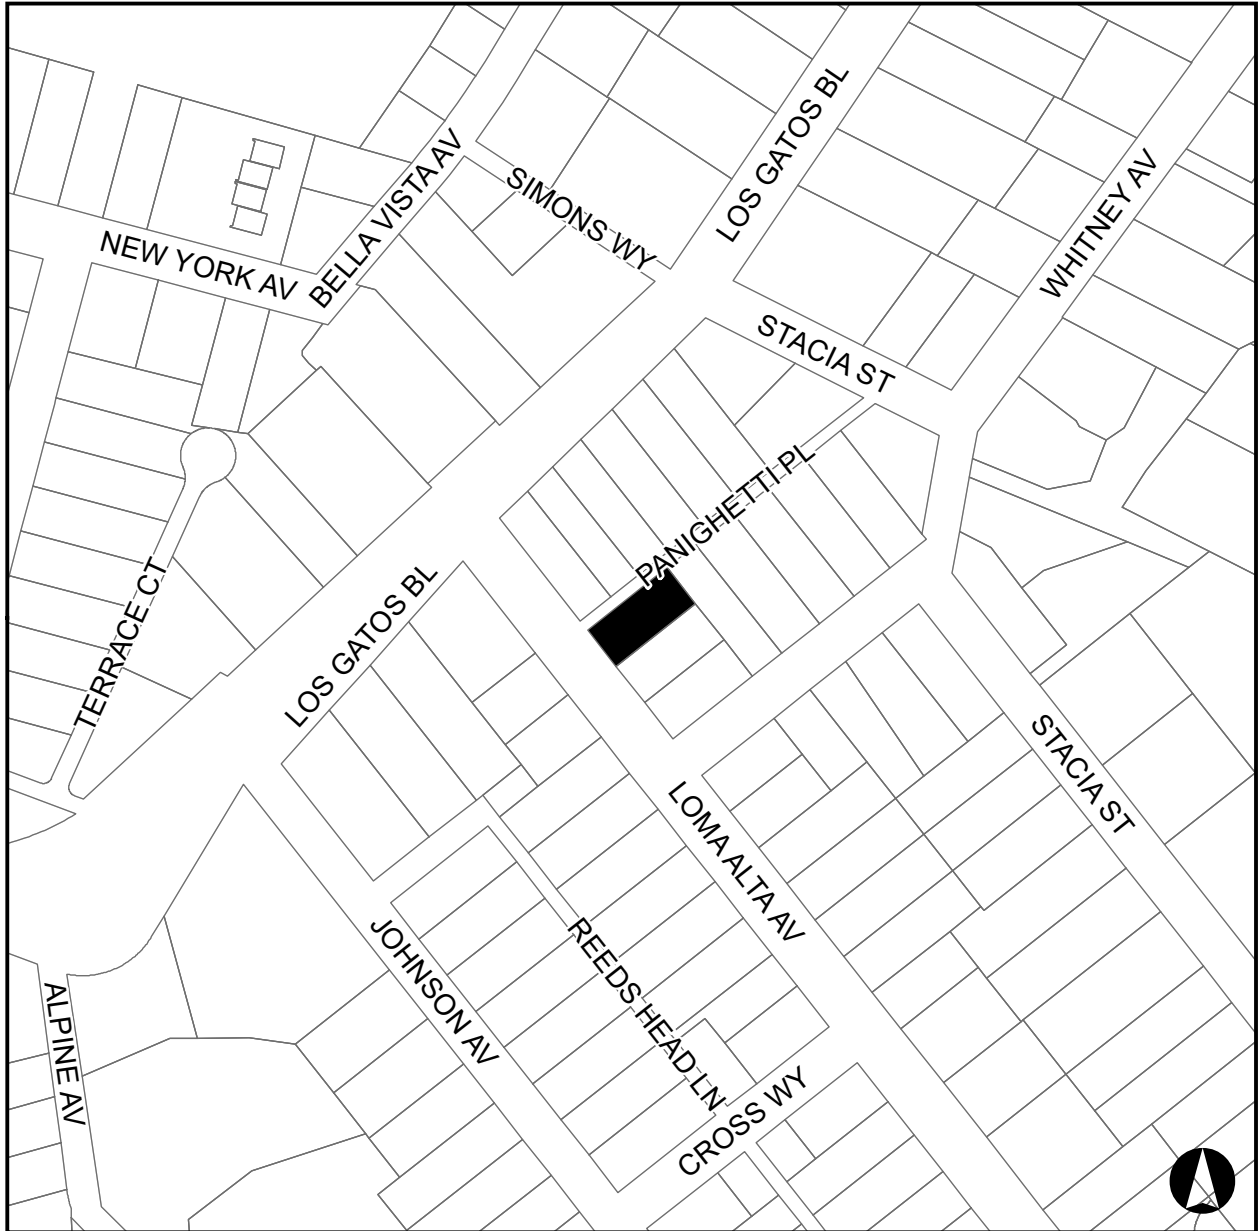 LOS GATOS BL
BELLA VISTA AV
SIMONS WY
WHITNEY AV
NEW YORK AV
STACIA ST
PANIGHETTI PL
TERRACE CT
LOS GATOS BL
STACIA ST
LOMA ALTA AV
JOHNSON AV
REEDS HEAD LN
ALPINE AV
CROSS WY